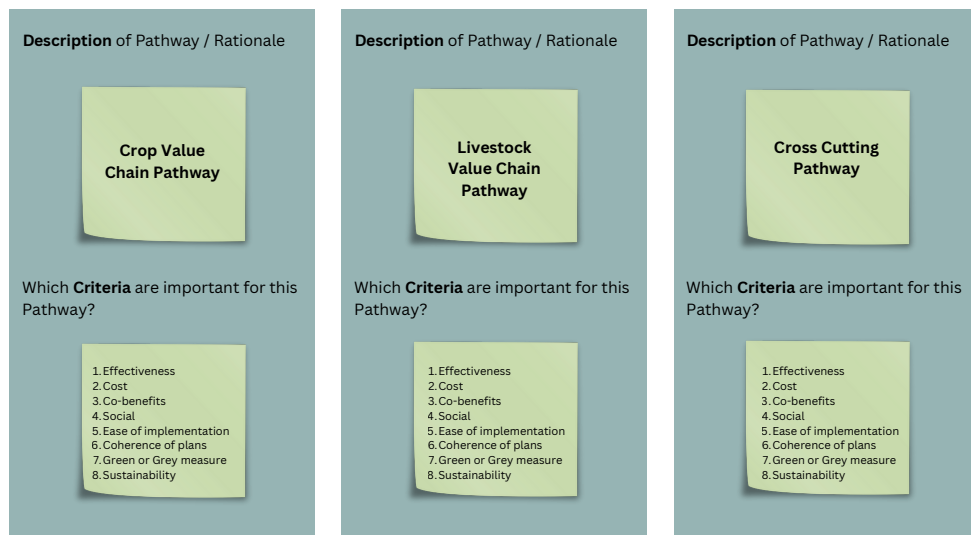 Description of Pathway / Rationale
Crop Value
Chain Pathway
Which Criteria are important for this
Pathway?
1. Effectiveness
2. Cost
3. Co-benefits
4. Social
5. Ease of implementation
6. Coherence of plans
7. Green or Grey measure
8. Sustainability
Description of Pathway / Rationale
Livestock
Value Chain
Pathway
Which Criteria are important for this
Pathway?
1. Effectiveness
2. Cost
3. Co-benefits
4. Social
5. Ease of implementation
6. Coherence of plans
7. Green or Grey measure
8. Sustainability
Description of Pathway / Rationale
Cross Cutting
Pathway
Which Criteria are important for this
Pathway?
1. Effectiveness
2. Cost
3. Co-benefits
4. Social
5. Ease of implementation
6. Coherence of plans
7. Green or Grey measure
8. Sustainability